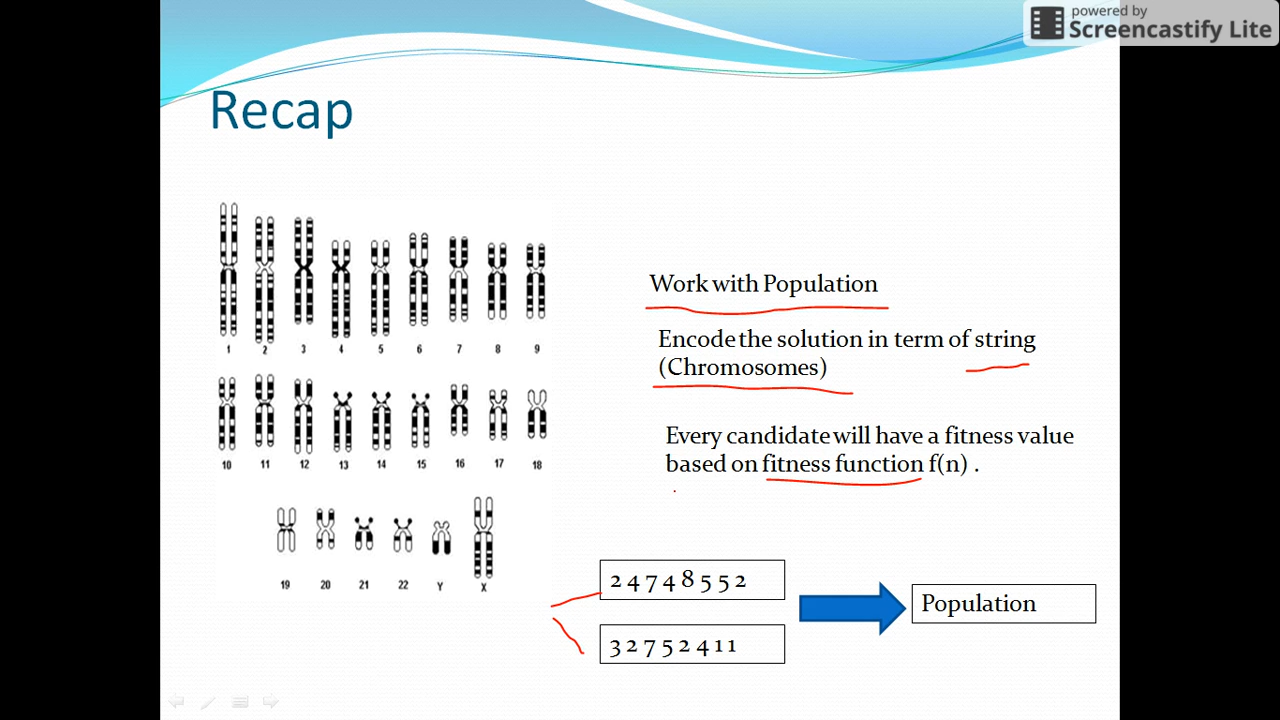 powered by
Screencastify Lite
Recap
1 2 3 4 5 6 7 8 9
10 11 12 13 14 15 16 17 18
19 20 21 22 Y X
Work with Population
Encode the solution in term of string
(Chromosomes)
Every candidate will have a fitness value
based on fitness function f(n) .
2 4 7 4 8 5 5 2
3 2 7 5 2 4 1 1
Population